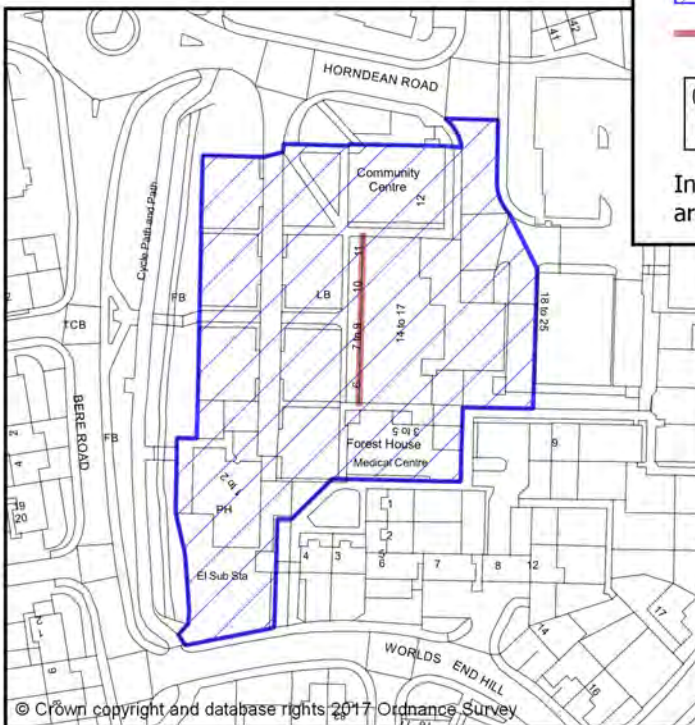 41
42
HORNDEAN ROAD
Community
Centre
12
In
ar
Cycle Path and Path
11
10
7 to 9
6
FB
LB
14 to 17
18 to 25
TCB
BERE ROAD
FB
2
4
19
20
3 to 5
Forest House
Medical Centre
9
1 to 2
PH
1
2
5
6
4
3
7
8
12
El Sub Sta
14
17
16
WORLDS END HILL
© Crown copyright and database rights 2017 Ordnance Survey